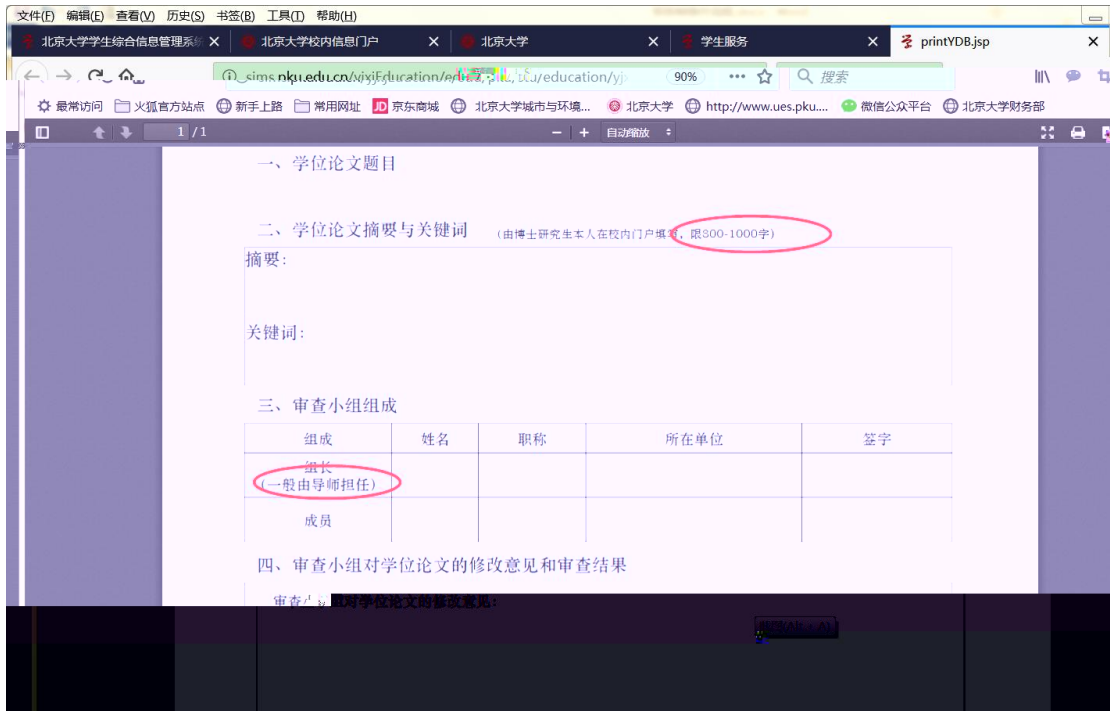 文件(F) 编辑(E) 查看(V) 历史(S) 书签(B) 工具(T) 帮助(H)
北京大学学生综合信息管理系统 北京大学校内信息门户 北京大学 学生服务 printYDB.jsp
sims.pku.edu.cn 90% 搜索
最常访问 火狐官方站点 新手上路 常用网址 JD 京东商城 北京大学城市与环境... 北京大学 http://www.ues.pku.... 微信公众平台 北京大学财务部
1 / 1 自动缩放
一、学位论文题目
二、学位论文摘要与关键词 (由博士研究生本人在校内门户填写，限800-1000字)
摘要:
关键词:
三、审查小组组成
组成 姓名 职称 所在单位 签字
组长
(一般由导师担任)
成员
四、审查小组对学位论文的修改意见和审查结果
审查小组对学位论文的修改意见: